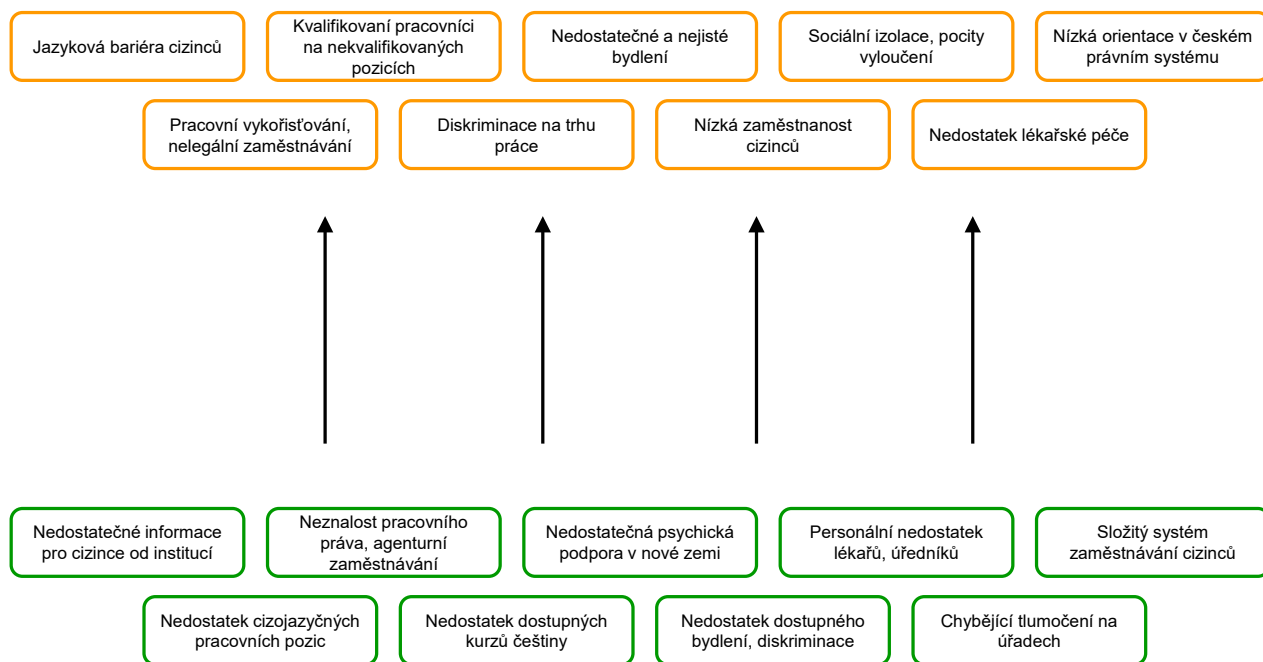 Jazyková bariéra cizinců
Kvalifikovaní pracovníci
na nekvalifikovaných
pozicích
Nedostatečné a nejisté
bydlení
Sociální izolace, pocity
vyloučení
Nízká orientace v českém
právním systému
Pracovní vykořisťování,
nelegální zaměstnávání
Diskriminace na trhu
práce
Nízká zaměstnanost
cizinců
Nedostatek lékařské péče
Nedostatečné informace
pro cizince od institucí
Neznalost pracovního
práva, agenturní
zaměstnávání
Nedostatečná psychická
podpora v nové zemi
Personální nedostatek
lékařů, úředníků
Složitý systém
zaměstnávání cizinců
Nedostatek cizojazyčných
pracovních pozic
Nedostatek dostupných
kurzů češtiny
Nedostatek dostupného
bydlení, diskriminace
Chybějící tlumočení na
úřadech